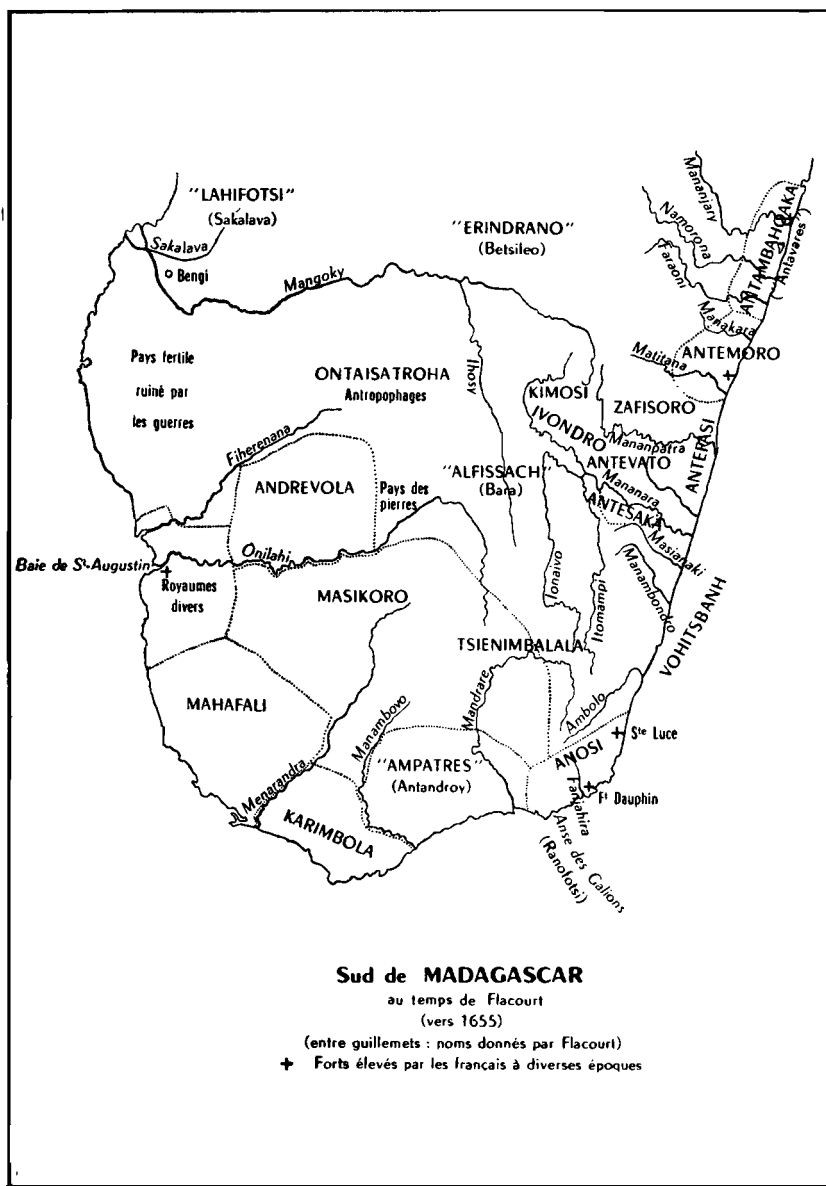 "LAHIFOTSI"
(Sakalava)
Sakalava
Bengi
Mangoky
"ERINDRANO"
(Betsileo)
Mananjary
Namorona
Faraoni
ANTAMBAHOAKA
("Antavares")
Manakara
ANTEMORO
Matitana
Pays fertile
ruiné par
les guerres
ONTAISATROHA
Antropophages
Ihosy
KIMOSI
ZAFISORO
IVONDRO
Mananpatra
ANTEPASI
Fiherenana
ANDREVOLA
Pays des
pierres
"ALFISSACH"
(Bara)
ANTEVATO
Mananara
ANTESAKA
Masianaki
Baie de St-Augustin
Onilahi
Royaumes
divers
MASIKORO
Ionaivo
Itomampi
Manambondro
VOHITSBANH
TSIENIMBALALA
MAHAFALI
Manambovo
Mandrare
Ambolo
ANOSI
Ste Luce
Menarandra
"AMPATRES"
(Antandroy)
Fanjahira
Ft Dauphin
KARIMBOLA
Anse des Galions
(Ranofotsi)
Sud de MADAGASCAR
au temps de Flacourt
(vers 1655)
(entre guillemets : noms donnés par Flacourt)
+ Forts élevés par les français à diverses époques